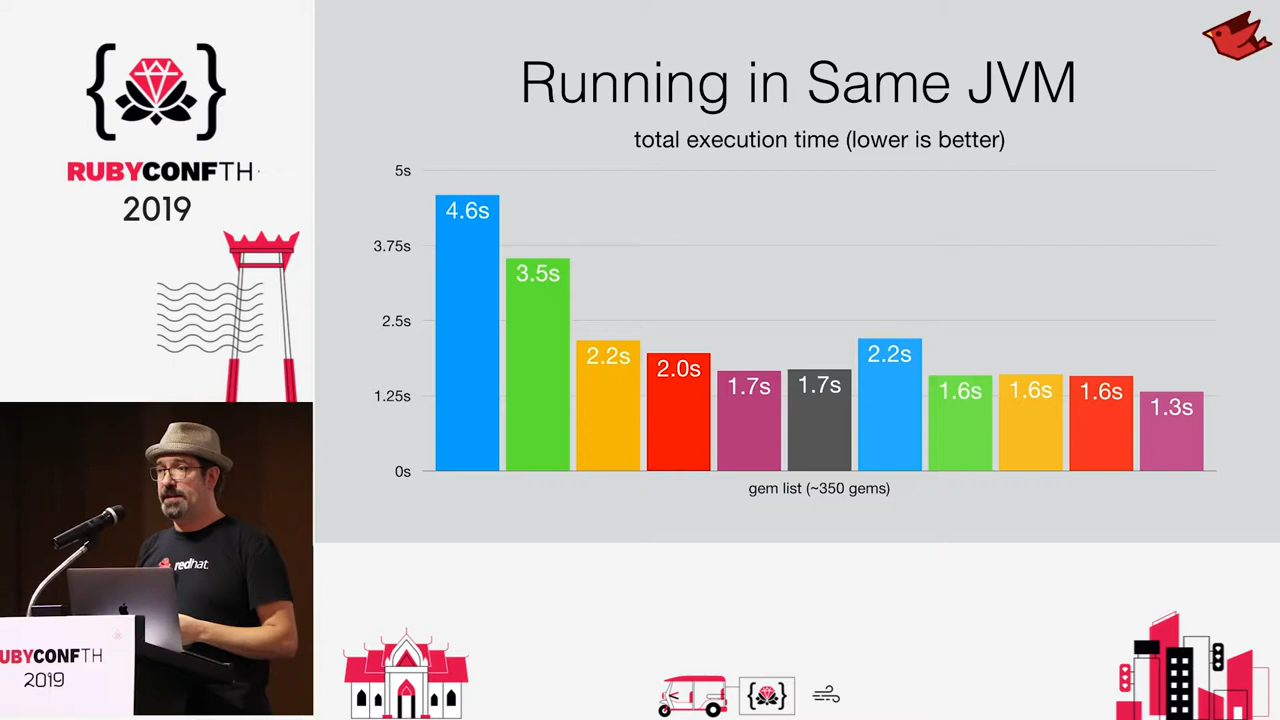 RUBYCONFTH
2019
Running in Same JVM
total execution time (lower is better)
5s
3.75s
2.5s
1.25s
0s
4.6s
3.5s
2.2s
2.0s
1.7s
1.7s
2.2s
1.6s
1.6s
1.6s
1.3s
gem list (~350 gems)
redhat
UBYCONFTH
2019